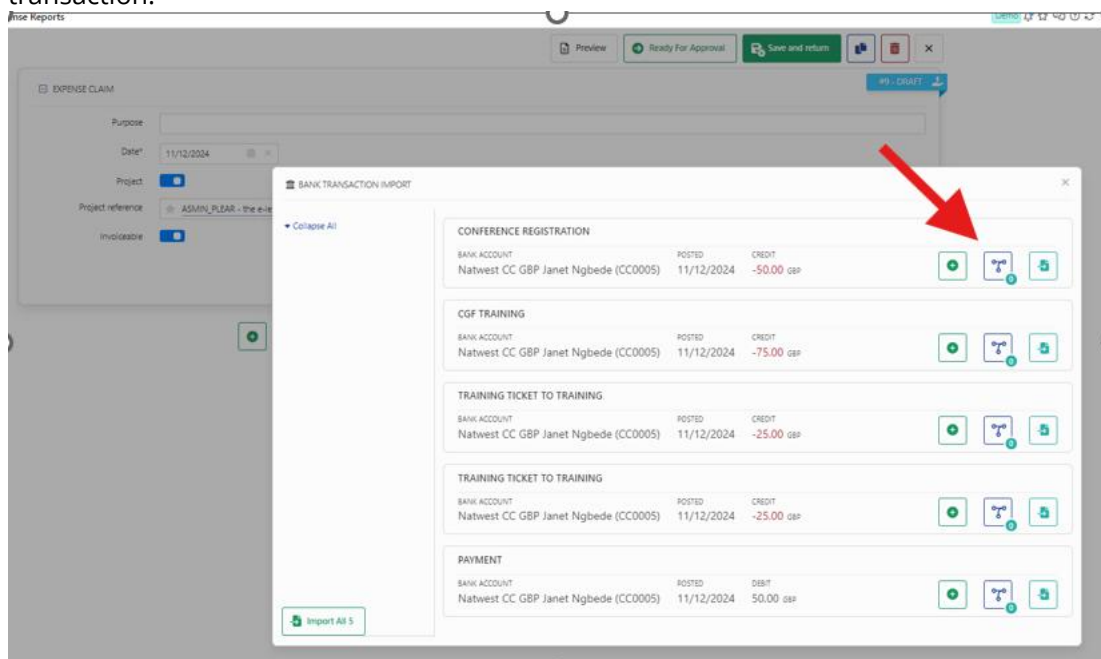 transaction.
nse Reports
Demo
Preview
Ready For Approval
Save and return
EXPENSE CLAIM
#9 - DRAFT
Purpose
Date*
11/12/2024
Project
Project reference
ASMIN_PLEAR - the e-le
Invoiceable
BANK TRANSACTION IMPORT
Collapse All
CONFERENCE REGISTRATION
BANK ACCOUNT POSTED CREDIT
Natwest CC GBP Janet Ngbede (CC0005) 11/12/2024 -50.00 GBP
0
CGF TRAINING
BANK ACCOUNT POSTED CREDIT
Natwest CC GBP Janet Ngbede (CC0005) 11/12/2024 -75.00 GBP
0
TRAINING TICKET TO TRAINING
BANK ACCOUNT POSTED CREDIT
Natwest CC GBP Janet Ngbede (CC0005) 11/12/2024 -25.00 GBP
0
TRAINING TICKET TO TRAINING
BANK ACCOUNT POSTED CREDIT
Natwest CC GBP Janet Ngbede (CC0005) 11/12/2024 -25.00 GBP
0
PAYMENT
BANK ACCOUNT POSTED DEBIT
Natwest CC GBP Janet Ngbede (CC0005) 11/12/2024 50.00 GBP
0
Import All 5